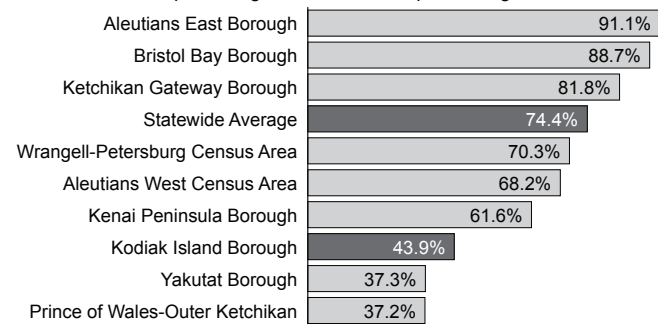 Aleutians East Borough 91.1%
Bristol Bay Borough 88.7%
Ketchikan Gateway Borough 81.8%
Statewide Average 74.4%
Wrangell-Petersburg Census Area 70.3%
Aleutians West Census Area 68.2%
Kenai Peninsula Borough 61.6%
Kodiak Island Borough 43.9%
Yakutat Borough 37.3%
Prince of Wales-Outer Ketchikan 37.2%